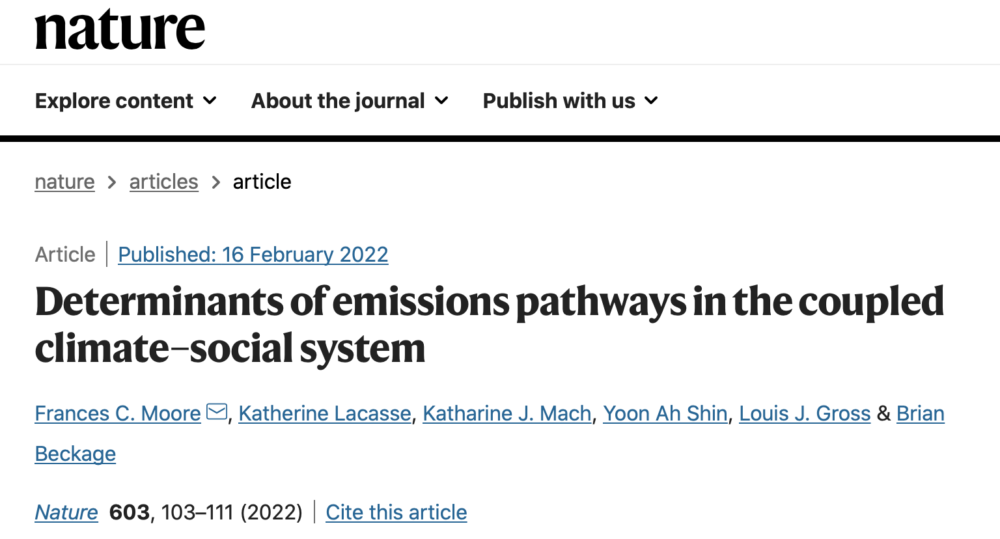 nature
Explore content About the journal Publish with us
nature > articles > article
Article | Published: 16 February 2022
Determinants of emissions pathways in the coupled
climate–social system
Frances C. Moore, Katherine Lacasse, Katharine J. Mach, Yoon Ah Shin, Louis J. Gross & Brian
Beckage
Nature 603, 103–111 (2022) | Cite this article